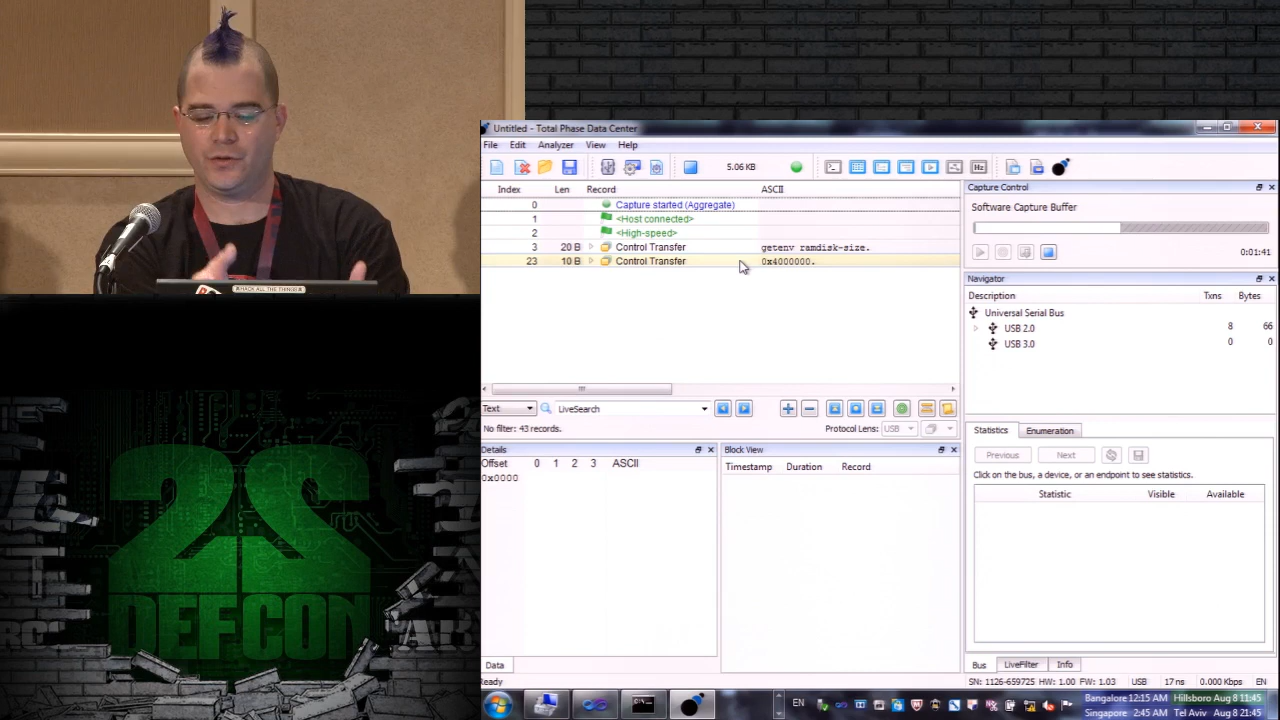 HACK ALL THE THINGS!
Untitled - Total Phase Data Center
File Edit Analyzer View Help
5.06 KB
Hz
Index Len Record ASCII
0 Capture started (Aggregate)
1 <Host connected>
2 <High-speed>
3 20 B Control Transfer getenv ramdisk-size.
23 10 B Control Transfer 0x4000000.
Text LiveSearch
No filter: 43 records. Protocol Lens: USB
Details
Offset 0 1 2 3 ASCII
0x0000
Data
Block View
Timestamp Duration Record
Capture Control
Software Capture Buffer
0:01:41
Navigator
Description Txns Bytes
Universal Serial Bus
USB 2.0 8 66
USB 3.0 0 0
Statistics Enumeration
Previous Next
Click on the bus, a device, or an endpoint to see statistics.
Statistic Visible Available
Bus LiveFilter Info
Ready SN: 1126-659725 HW: 1.00 FW: 1.03 USB 17 ns 0.000 Kbps EN
EN
Bangalore 12:15 AM Hillsboro Aug 8 11:45
Singapore 2:45 AM Tel Aviv Aug 8 21:45
22
DEFCON